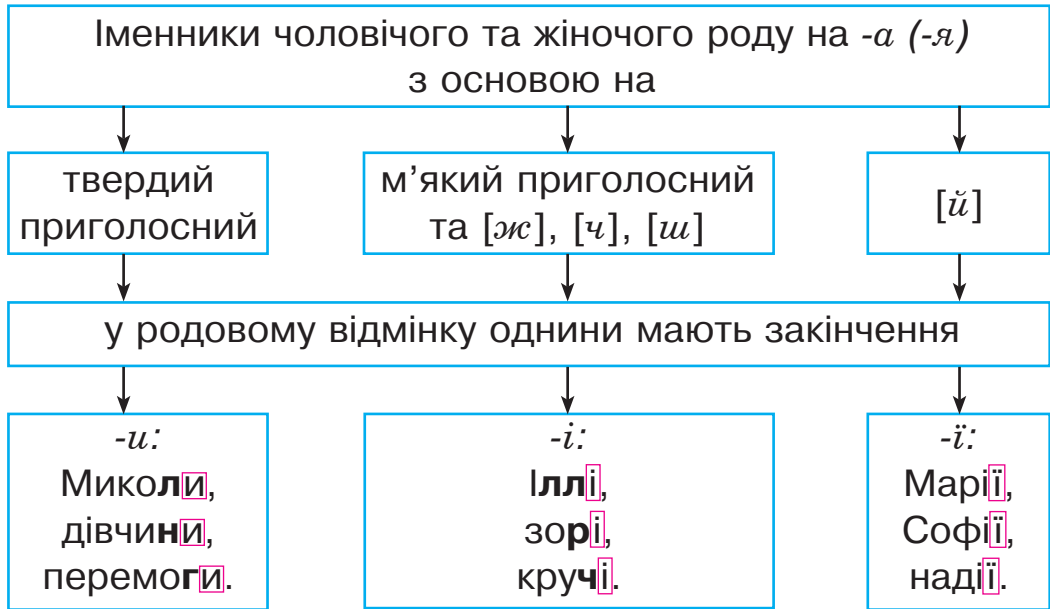 Іменники чоловічого та жіночого роду на -а (-я)
з основою на
твердий
приголосний
м’який приголосний
та [ж], [ч], [ш]
[й]
у родовому відмінку однини мають закінчення
-и:
Миколи,
дівчини,
перемоги.
-і:
Іллі,
зорі,
кручі.
-ї:
Марії,
Софії,
надії.